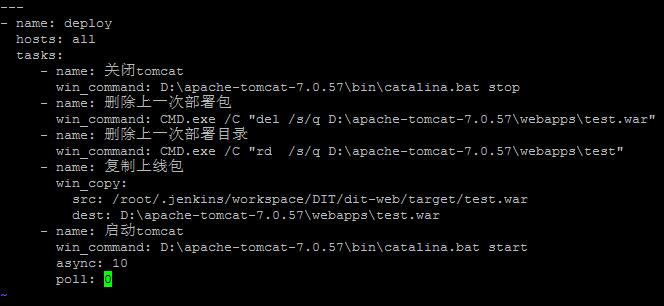 ---
- name: deploy
  hosts: all
  tasks:
     - name: 关闭tomcat
       win_command: D:\apache-tomcat-7.0.57\bin\catalina.bat stop
     - name: 删除上一次部署包
       win_command: CMD.exe /C "del /s/q D:\apache-tomcat-7.0.57\webapps\test.war"
     - name: 删除上一次部署目录
       win_command: CMD.exe /C "rd  /s/q D:\apache-tomcat-7.0.57\webapps\test"
     - name: 复制上线包
       win_copy:
         src: /root/.jenkins/workspace/DIT/dit-web/target/test.war
         dest: D:\apache-tomcat-7.0.57\webapps\test.war
     - name: 启动tomcat
       win_command: D:\apache-tomcat-7.0.57\bin\catalina.bat start
       async: 10
       poll: 0
~